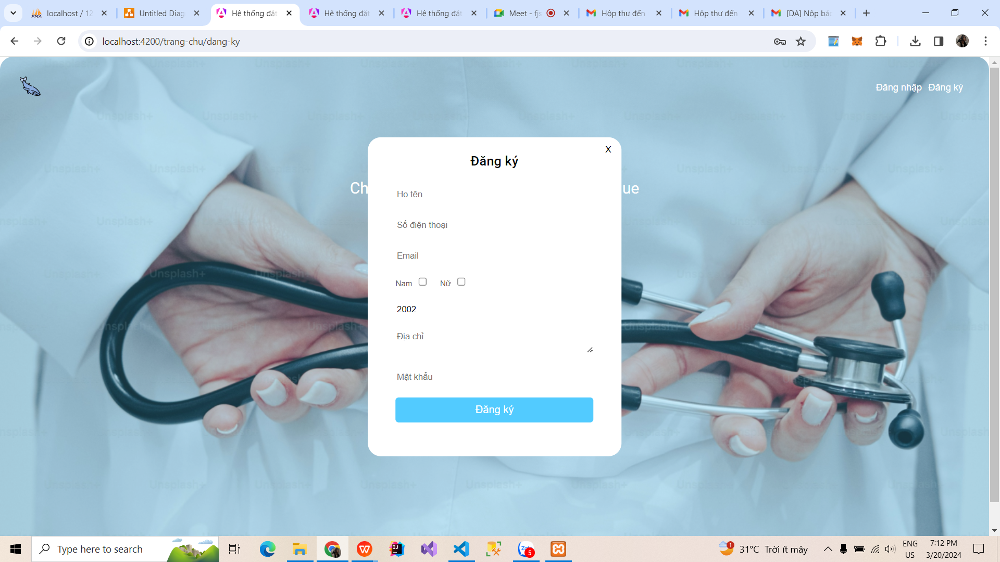 localhost / 12
Untitled Diag
Hệ thống đặt
Hệ thống đặt
Hệ thống đặt
Meet - fjs
Hộp thư đến
Hộp thư đến
[DA] Nộp bác
localhost:4200/trang-chu/dang-ky
Đăng nhập Đăng ký
X
Đăng ký
Ch
ue
Họ tên
Số điện thoại
Email
Nam
Nữ
2002
Địa chỉ
Mật khẩu
Đăng ký
Unsplash+
Type here to search
5
1
31°C Trời ít mây
ENG
US
7:12 PM
3/20/2024